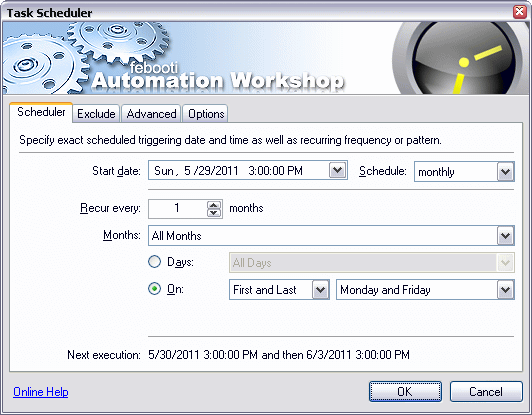 Task Scheduler
febooti
Automation Workshop
Scheduler Exclude Advanced Options
Specify exact scheduled triggering date and time as well as recurring frequency or pattern.
Start date: Sun, 5 /29/2011 3:00:00 PM Schedule: monthly
Recur every: 1 months
Months: All Months
Days: All Days
On: First and Last Monday and Friday
Next execution: 5/30/2011 3:00:00 PM and then 6/3/2011 3:00:00 PM
Online Help OK Cancel